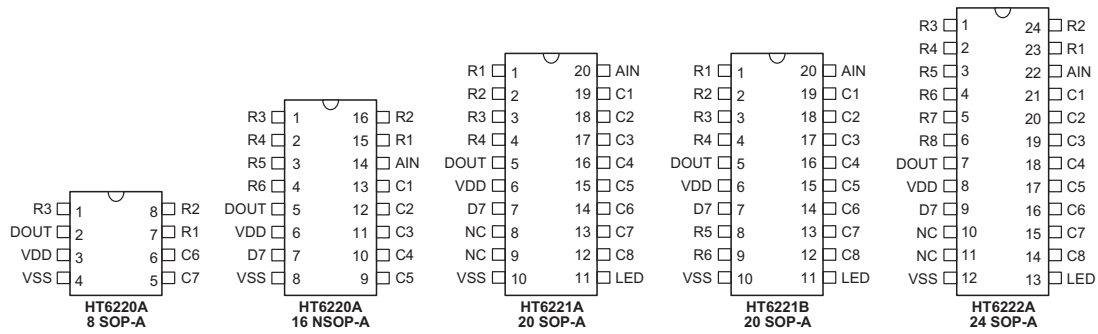 R3 1 8 R2
DOUT 2 7 R1
VDD 3 6 C6
VSS 4 5 C7
HT6220A
8 SOP-A
R3 1 16 R2
R4 2 15 R1
R5 3 14 AIN
R6 4 13 C1
DOUT 5 12 C2
VDD 6 11 C3
D7 7 10 C4
VSS 8 9 C5
HT6220A
16 NSOP-A
R1 1 20 AIN
R2 2 19 C1
R3 3 18 C2
R4 4 17 C3
DOUT 5 16 C4
VDD 6 15 C5
D7 7 14 C6
NC 8 13 C7
NC 9 12 C8
VSS 10 11 LED
HT6221A
20 SOP-A
R1 1 20 AIN
R2 2 19 C1
R3 3 18 C2
R4 4 17 C3
DOUT 5 16 C4
VDD 6 15 C5
D7 7 14 C6
R5 8 13 C7
R6 9 12 C8
VSS 10 11 LED
HT6221B
20 SOP-A
R3 1 24 R2
R4 2 23 R1
R5 3 22 AIN
R6 4 21 C1
R7 5 20 C2
R8 6 19 C3
DOUT 7 18 C4
VDD 8 17 C5
D7 9 16 C6
NC 10 15 C7
NC 11 14 C8
VSS 12 13 LED
HT6222A
24 SOP-A